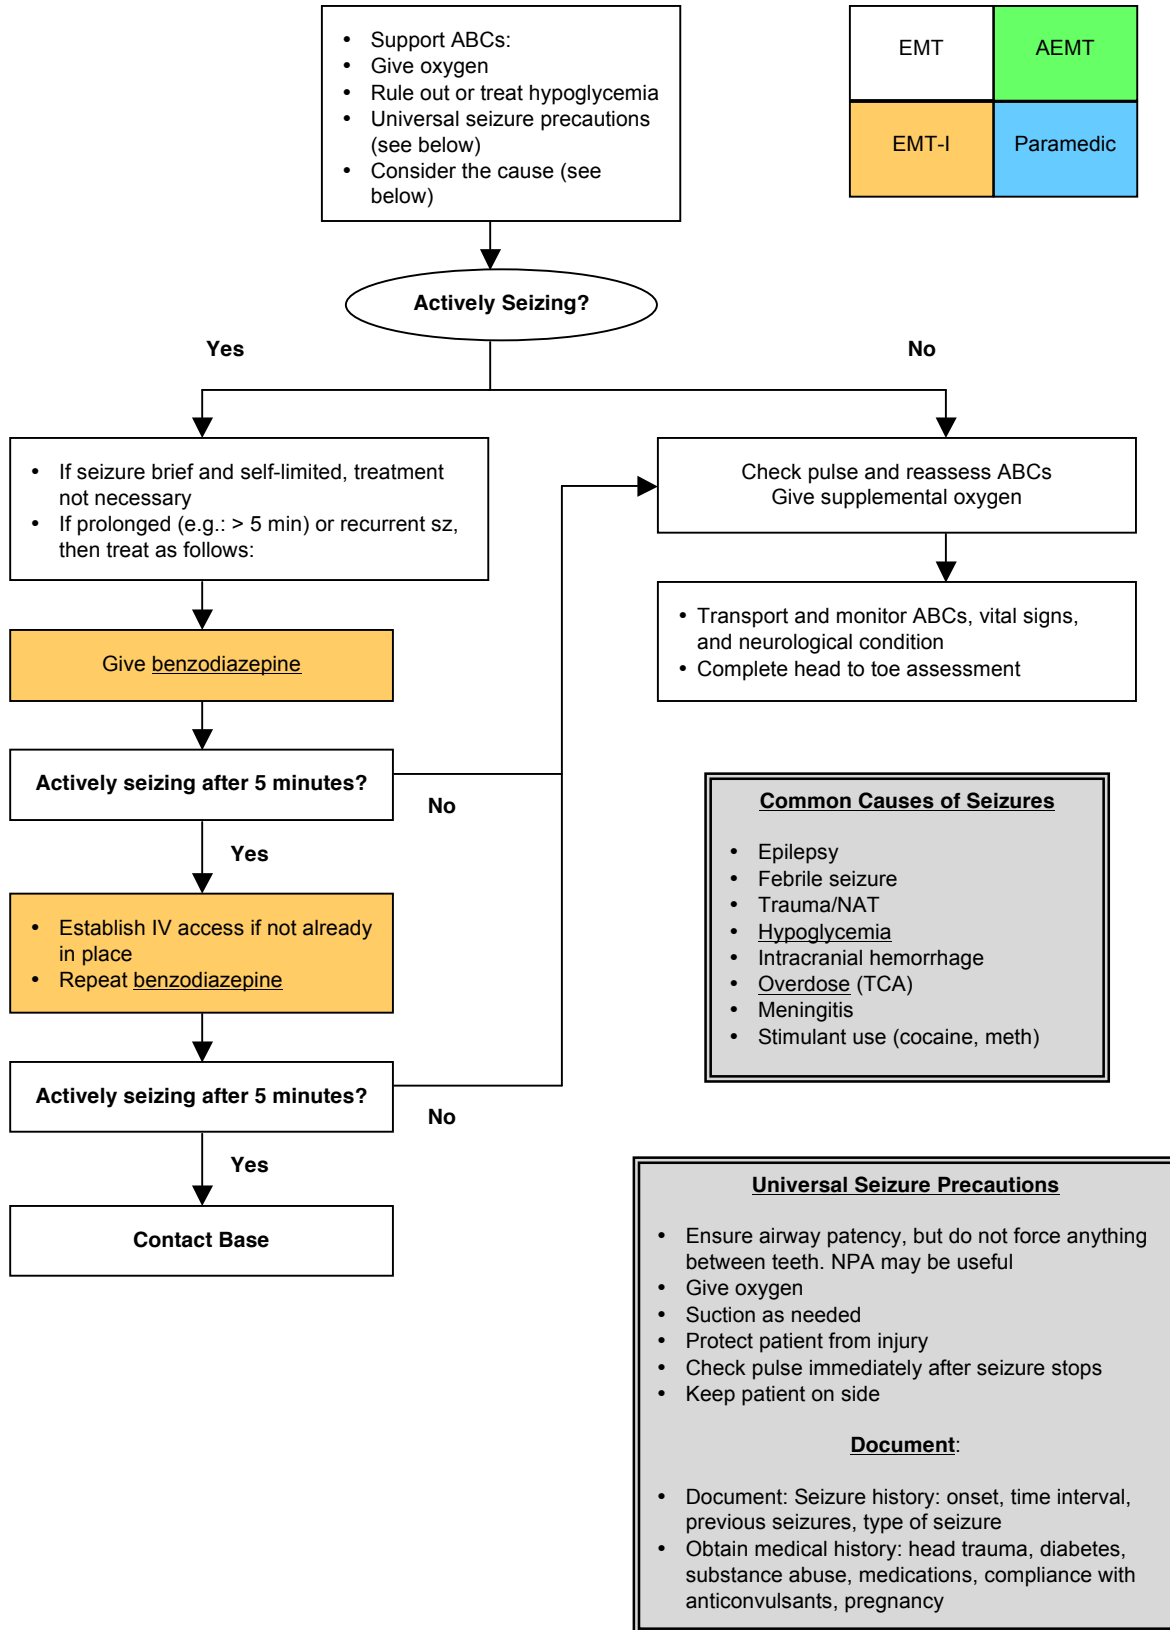 • Support ABCs:
• Give oxygen
• Rule out or treat hypoglycemia
• Universal seizure precautions
(see below)
• Consider the cause (see
below)
EMT
AEMT
EMT-I
Paramedic
Actively Seizing?
Yes
No
• If seizure brief and self-limited, treatment
not necessary
• If prolonged (e.g.: > 5 min) or recurrent sz,
then treat as follows:
Check pulse and reassess ABCs
Give supplemental oxygen
• Transport and monitor ABCs, vital signs,
and neurological condition
• Complete head to toe assessment
Give benzodiazepine
Actively seizing after 5 minutes?
No
Yes
• Establish IV access if not already
in place
• Repeat benzodiazepine
Actively seizing after 5 minutes?
No
Yes
Contact Base
Common Causes of Seizures
• Epilepsy
• Febrile seizure
• Trauma/NAT
• Hypoglycemia
• Intracranial hemorrhage
• Overdose (TCA)
• Meningitis
• Stimulant use (cocaine, meth)
Universal Seizure Precautions
• Ensure airway patency, but do not force anything
between teeth. NPA may be useful
• Give oxygen
• Suction as needed
• Protect patient from injury
• Check pulse immediately after seizure stops
• Keep patient on side
Document:
• Document: Seizure history: onset, time interval,
previous seizures, type of seizure
• Obtain medical history: head trauma, diabetes,
substance abuse, medications, compliance with
anticonvulsants, pregnancy